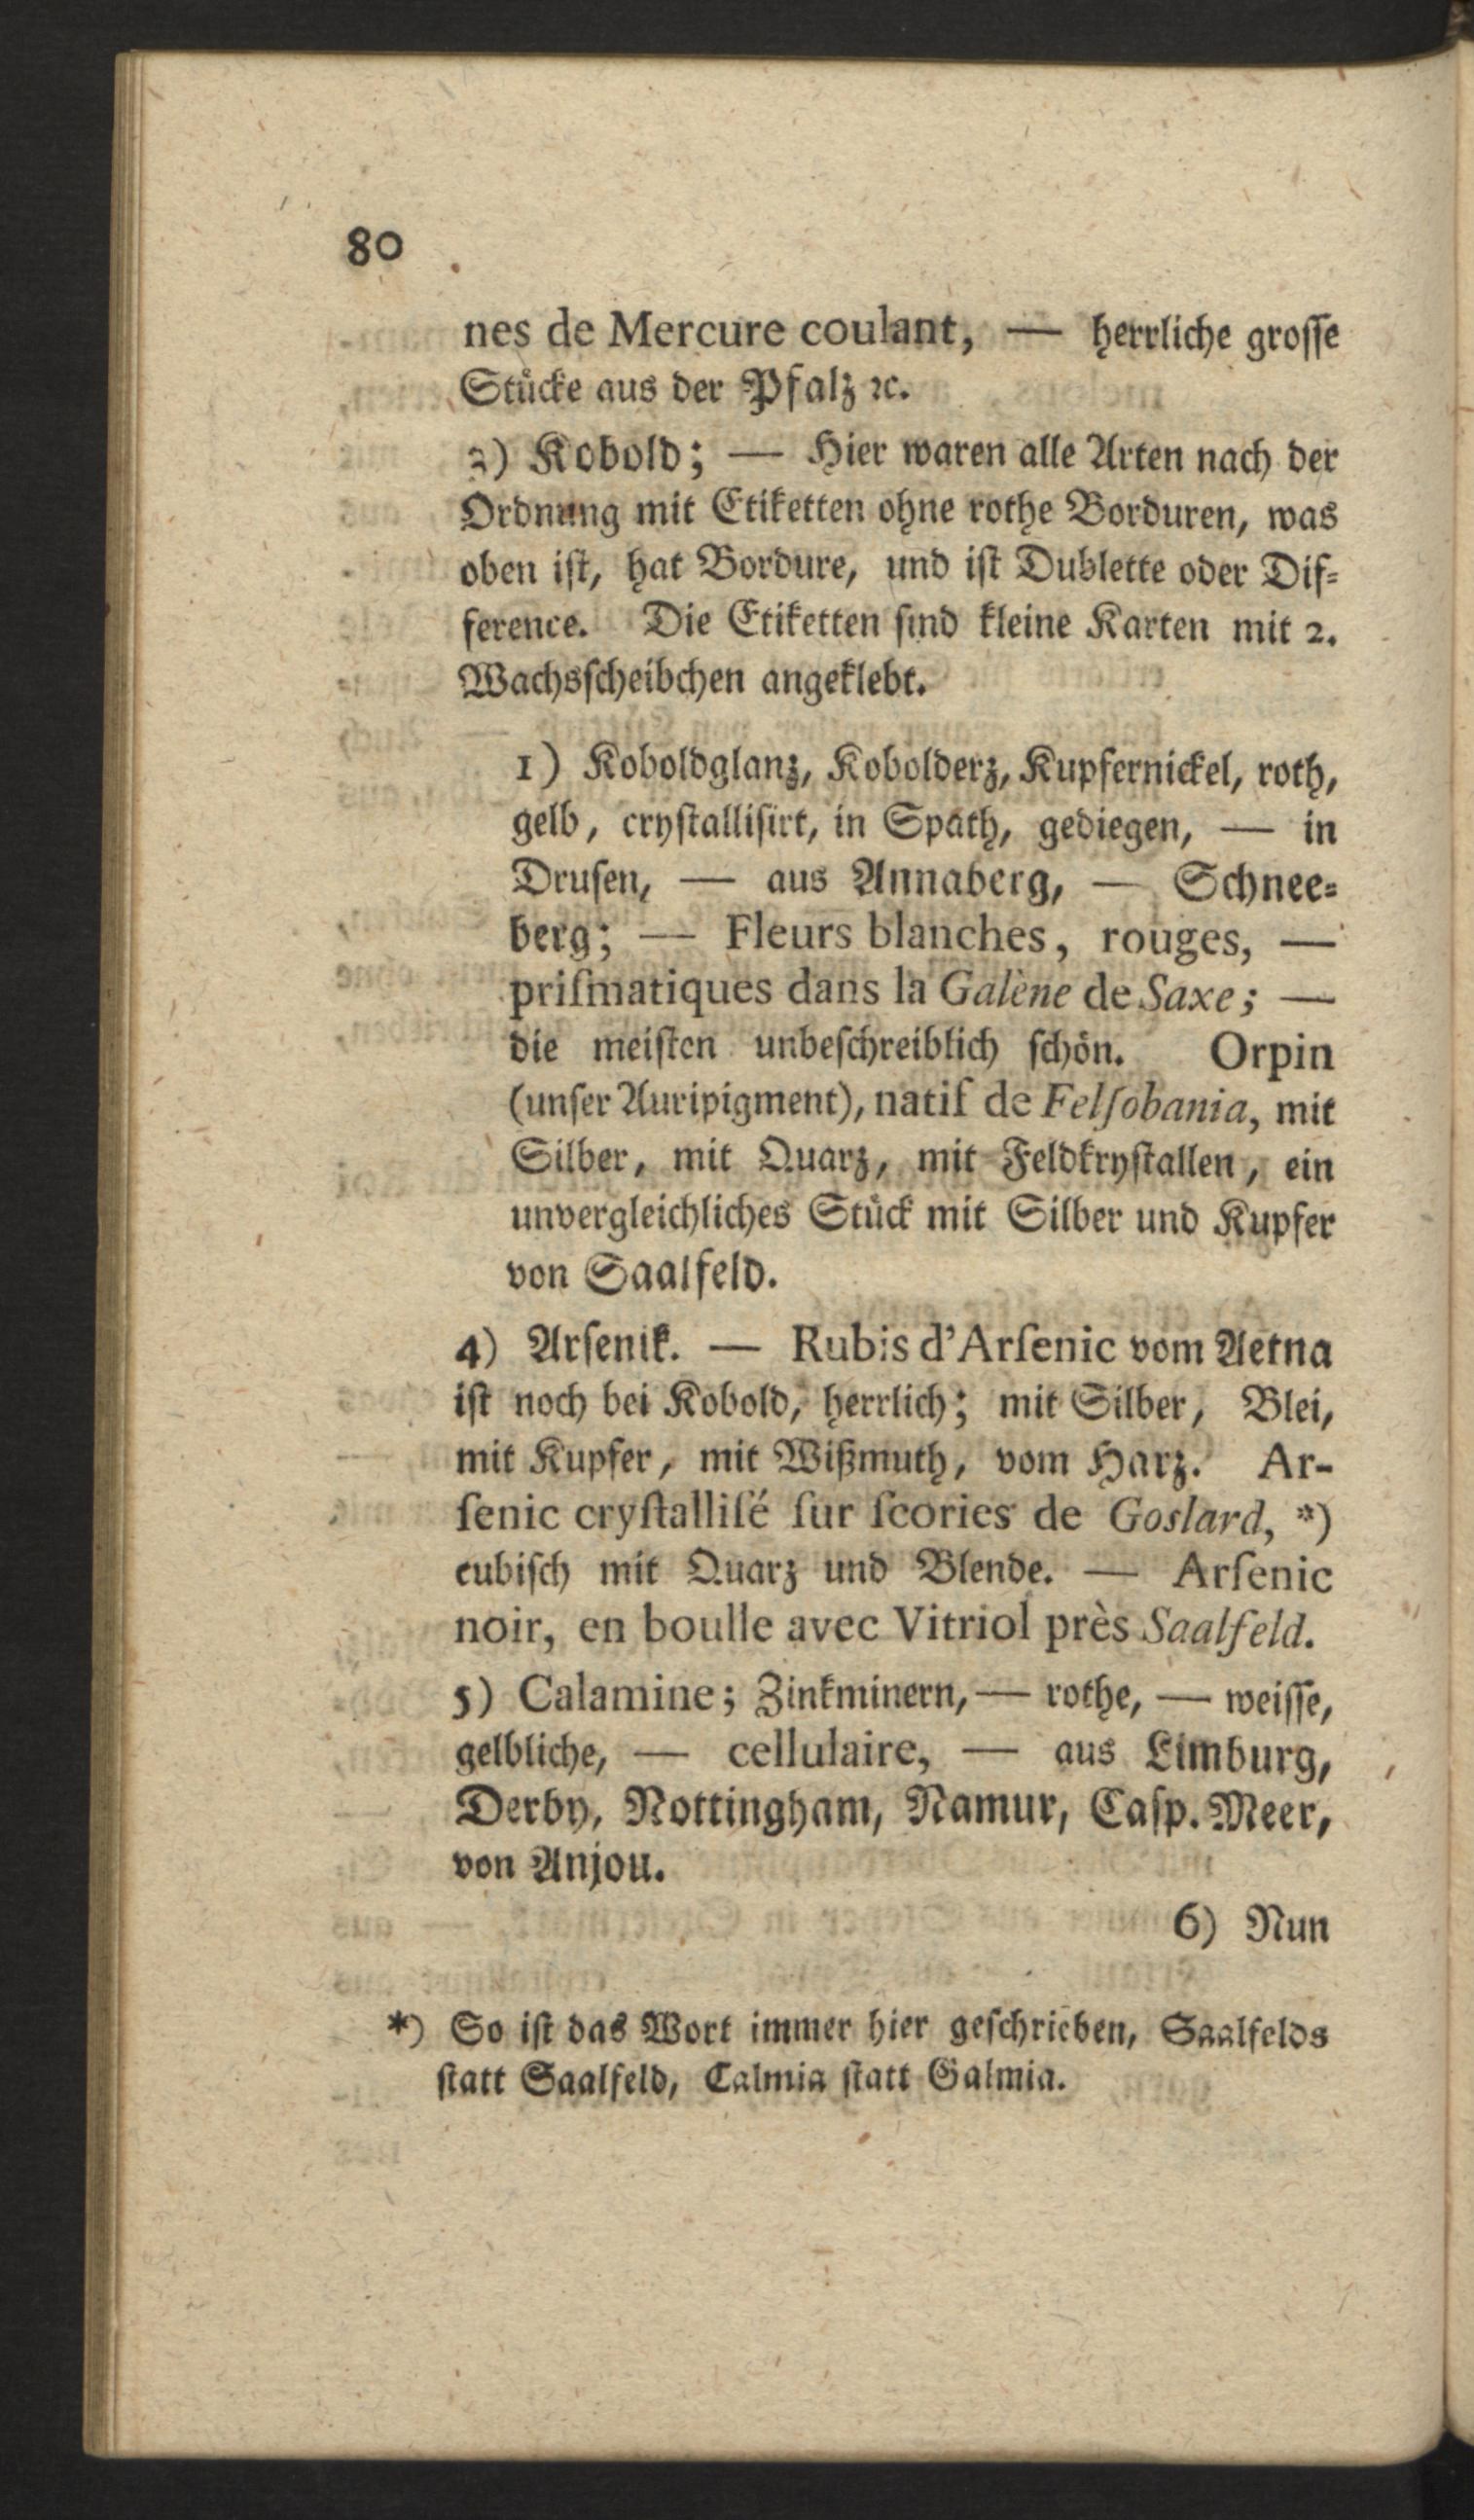 80
nes de Mercure coulant, — herrliche grosse
Stücke aus der Pfalz ꝛc.
3) Kobold; — Hier waren alle Arten nach der
Ordnung mit Etiketten ohne rothe Borduren, was
oben ist, hat Bordure, und ist Dublette oder Dif-
ference. Die Etiketten sind kleine Karten mit 2.
Wachsscheibchen angeklebt.
1) Koboldglanz, Kobolderz, Kupfernickel, roth,
gelb, crystallisirt, in Späth, gediegen, — in
Drusen, — aus Annaberg, — Schnee-
berg; — Fleurs blanches, rouges, —
priſmatiques dans la Galène de Saxe; —
die meisten unbeschreiblich schön. Orpin
(unser Auripigment), natif de Felſobania, mit
Silber, mit Quarz, mit Feldkrystallen, ein
unvergleichliches Stück mit Silber und Kupfer
von Saalfeld.
4) Arsenik. — Rubis d'Arſenic vom Aetna
ist noch bei Kobold, herrlich; mit Silber, Blei,
mit Kupfer, mit Wißmuth, vom Harz. Ar-
ſenic cryſtalliſé ſur ſcories de Goslard, *)
cubisch mit Quarz und Blende. — Arſenic
noir, en boulle avec Vitriol près Saalfeld.
5) Calamine; Zinkminern, — rothe, — weisse,
gelbliche, — cellulaire, — aus Limburg,
Derby, Nottingham, Namur, Casp. Meer,
von Anjou.
6) Nun
*) So ist das Wort immer hier geschrieben, Saalfelds
statt Saalfeld, Calmia statt Galmia.